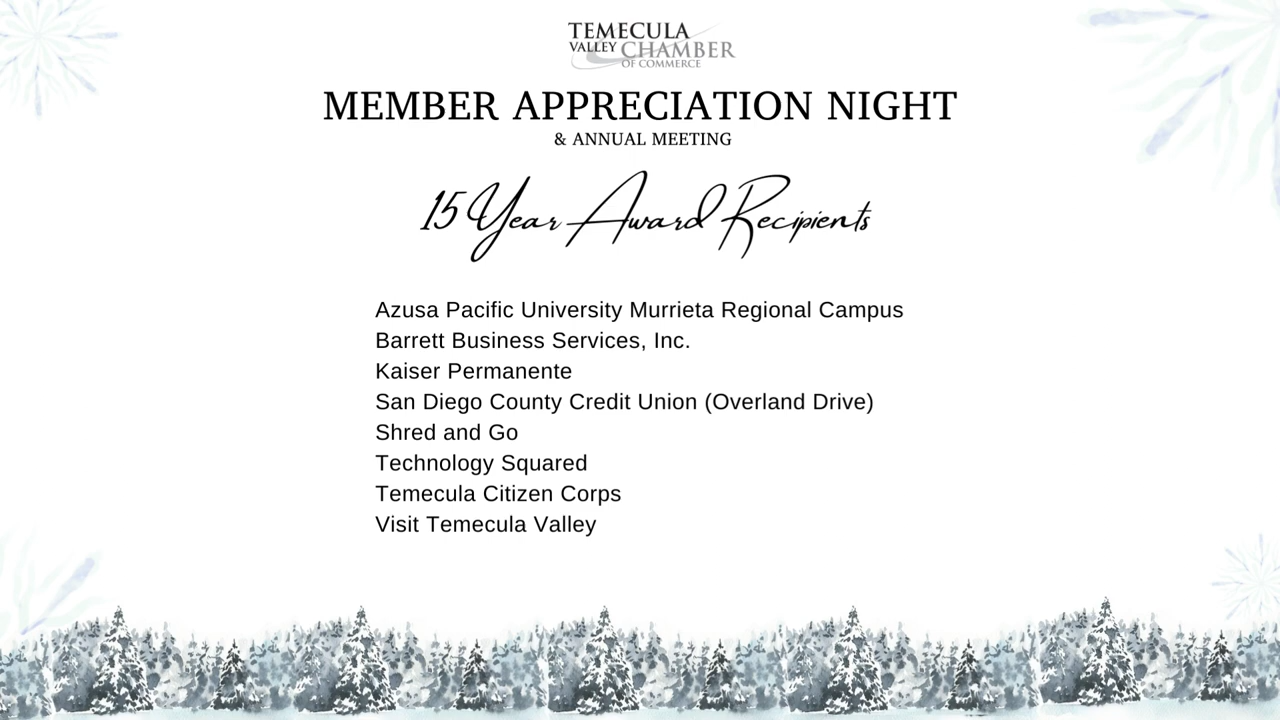 TEMECULA
VALLEY CHAMBER
OF COMMERCE
MEMBER APPRECIATION NIGHT
& ANNUAL MEETING
15 Year Award Recipients
Azusa Pacific University Murrieta Regional Campus
Barrett Business Services, Inc.
Kaiser Permanente
San Diego County Credit Union (Overland Drive)
Shred and Go
Technology Squared
Temecula Citizen Corps
Visit Temecula Valley